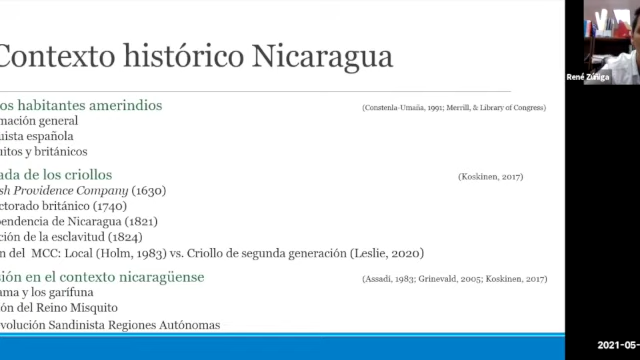 Contexto histórico Nicaragua
os habitantes amerindios (Constenla-Umaña, 1991; Merrill, & Library of Congress)
mación general
uista española
uitos y británicos
ada de los criollos (Koskinen, 2017)
sh Providence Company (1630)
ctorado británico (1740)
pendencia de Nicaragua (1821)
ción de la esclavitud (1824)
n del MCC: Local (Holm, 1983) vs. Criollo de segunda generación (Leslie, 2020)
sión en el contexto nicaragüense (Assadi, 1983; Grinevald, 2005; Koskinen, 2017)
ama y los garífuna
ión del Reino Misquito
evolución Sandinista Regiones Autónomas
René Zúñiga
2021-05-